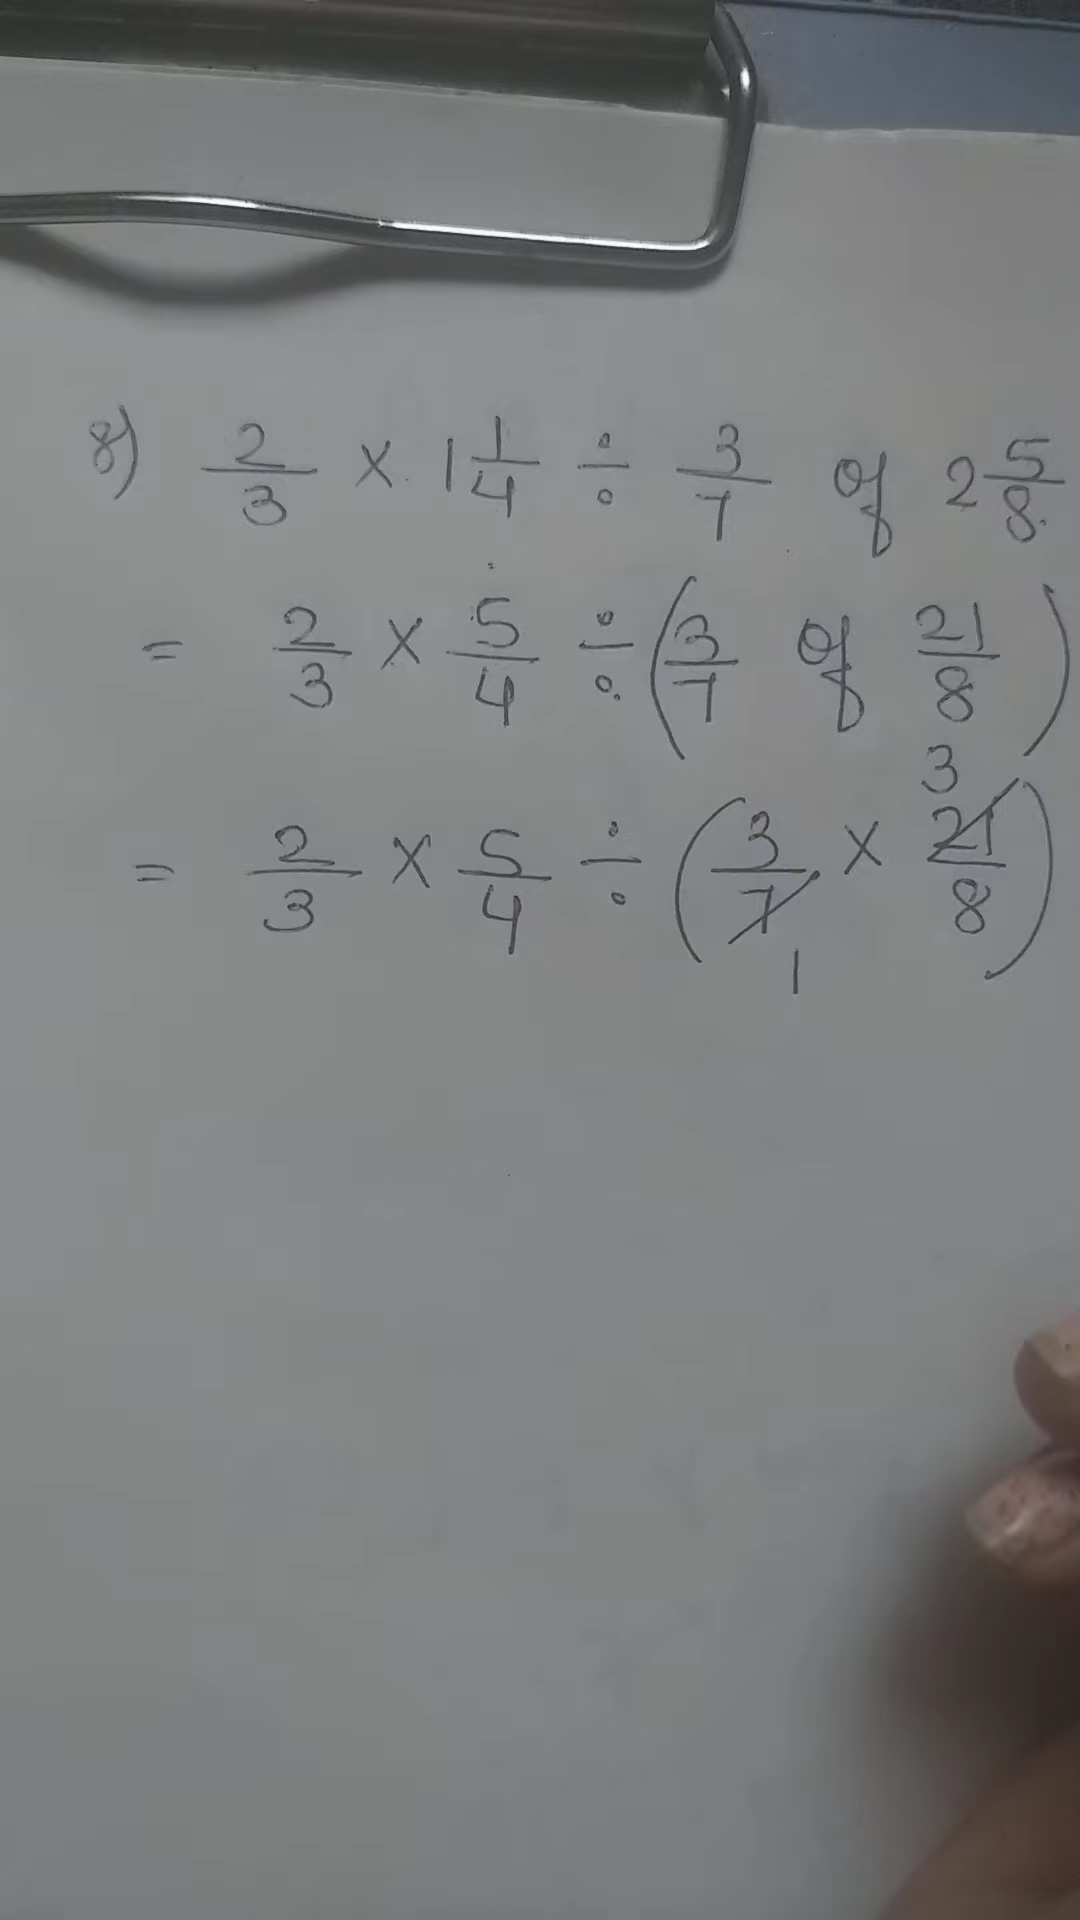 8) 2/3 × 1 1/4 ÷ 3/7 of 2 5/8
= 2/3 × 5/4 ÷ (3/7 of 21/8)
3
= 2/3 × 5/4 ÷ (3/7 × 21/8)
1